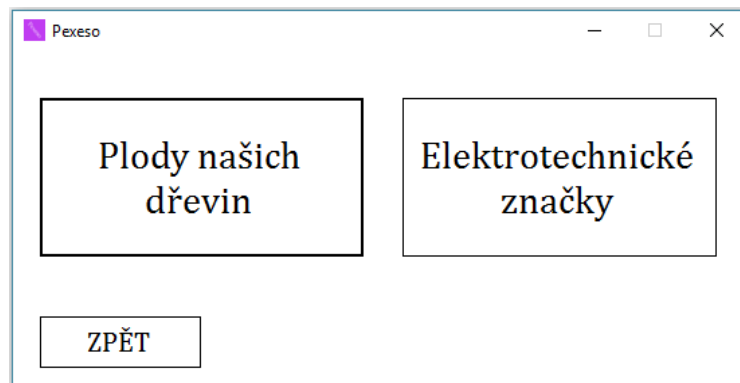 Pexeso
Plody našich
dřevin
Elektrotechnické
značky
ZPĚT